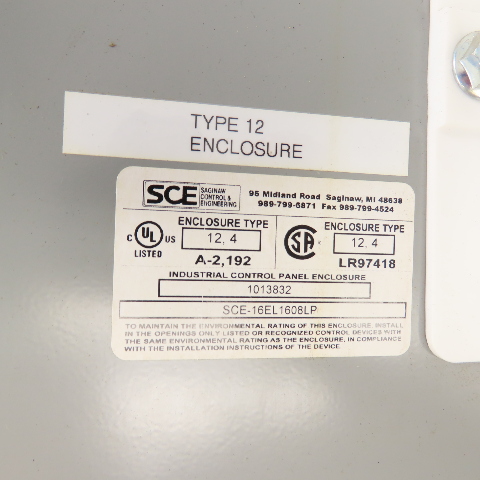 TYPE 12
ENCLOSURE
SCE SAGINAW CONTROL & ENGINEERING
95 Midland Road Saginaw, MI 48638
989-799-6871 Fax 989-799-4524
C UL US LISTED
ENCLOSURE TYPE
12, 4
A-2,192
SA
ENCLOSURE TYPE
12, 4
LR97418
INDUSTRIAL CONTROL PANEL ENCLOSURE
1013832
SCE-16EL1608LP
TO MAINTAIN THE ENVIRONMENTAL RATING OF THIS ENCLOSURE, INSTALL
IN THE OPENINGS ONLY LISTED OR RECOGNIZED CONTROL DEVICES WITH
THE SAME ENVIRONMENTAL RATING AS THE ENCLOSURE, IN COMPLIANCE
WITH THE INSTALLATION INSTRUCTIONS OF THE DEVICE.